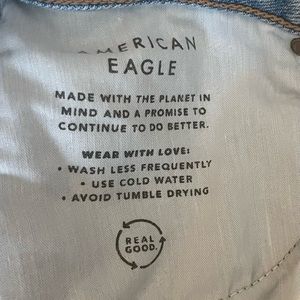 AMERICAN
EAGLE
MADE WITH THE PLANET IN
MIND AND A PROMISE TO
CONTINUE TO DO BETTER.
WEAR WITH LOVE:
• WASH LESS FREQUENTLY
• USE COLD WATER
• AVOID TUMBLE DRYING
REAL
GOOD.